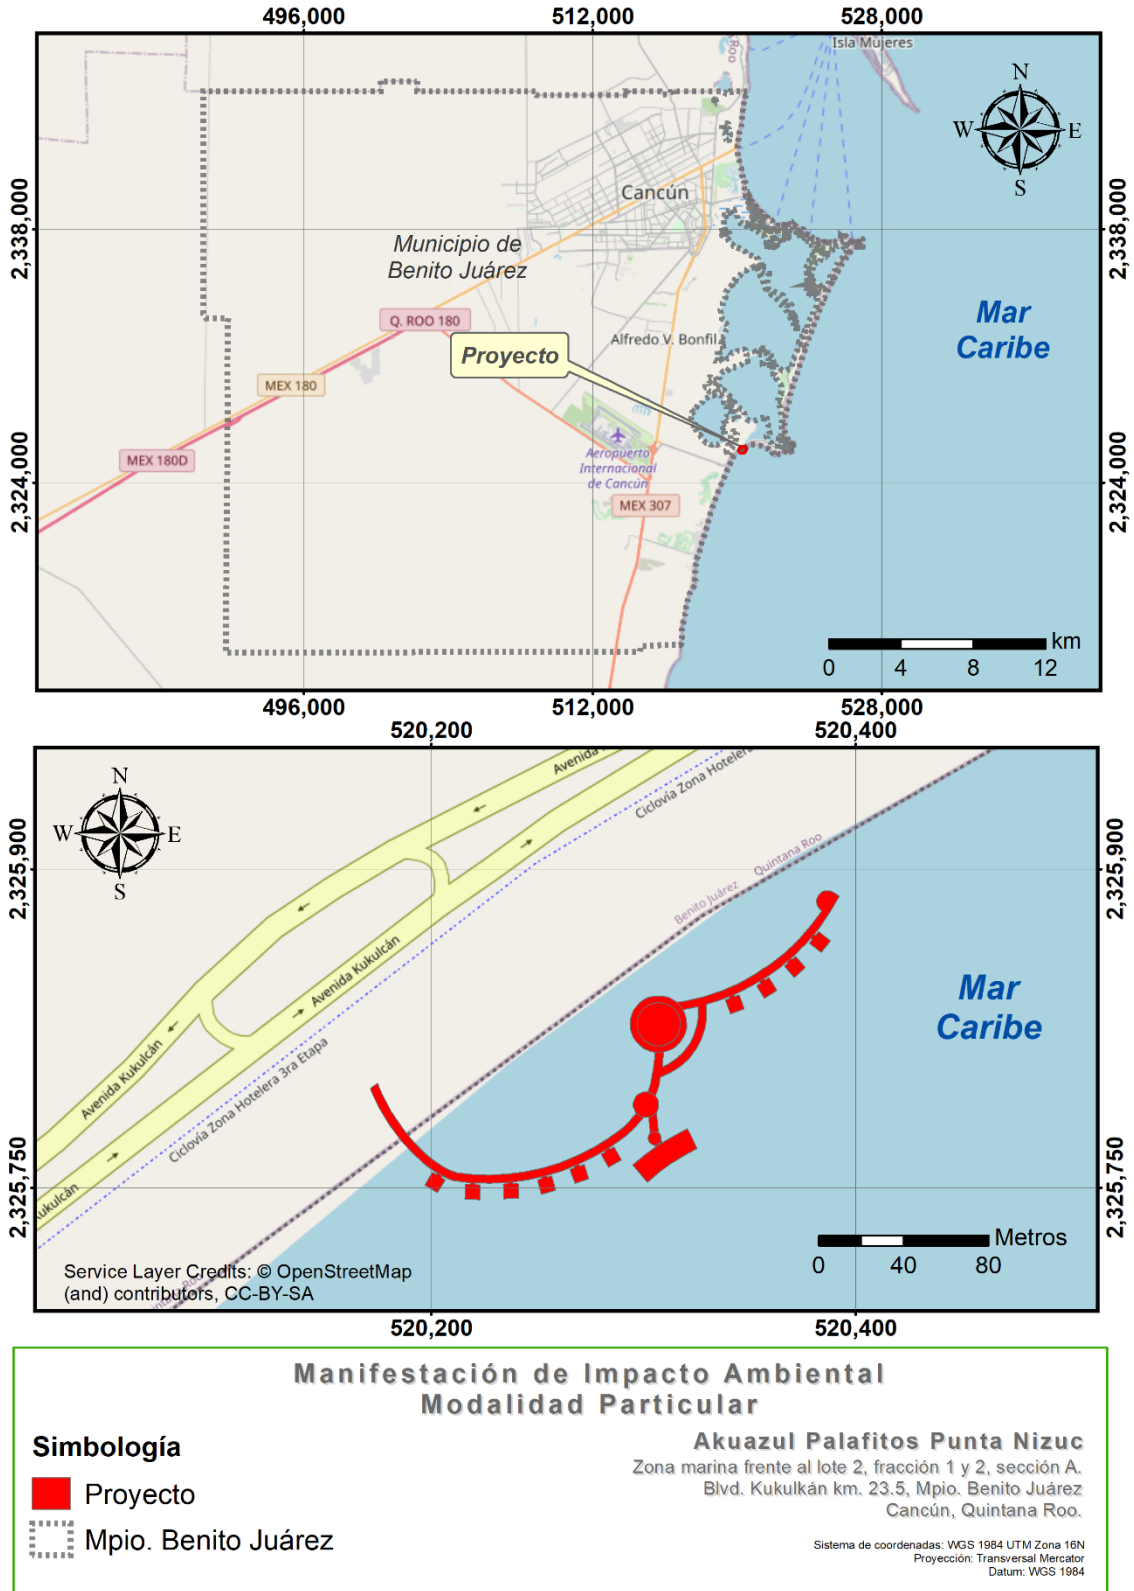 496,000 512,000 528,000
Isla Mujeres
Roo
N
W E
S
Cancún
2,338,000 2,338,000
Municipio de
Benito Juárez
Mar
Caribe
Q. ROO 180
Alfredo V. Bonfil
Proyecto
MEX 180
MEX 180D
Aeropuerto
Internacional
de Cancún
2,324,000 2,324,000
MEX 307
km
0 4 8 12
496,000 512,000 528,000
520,200 520,400
Avenida
Ciclovía Zona Hotelera
N
W E
S
2,325,900 2,325,900
Benito Juárez Quintana Roo
Avenida Kukulcán
Mar
Caribe
Avenida Kukulcán
Ciclovía Zona Hotelera 3ra Etapa
2,325,750 2,325,750
Kukulcán
Metros
0 40 80
Service Layer Credits: © OpenStreetMap
(and) contributors, CC-BY-SA
520,200 520,400
Manifestación de Impacto Ambiental
Modalidad Particular
Simbología
Proyecto
Mpio. Benito Juárez
Akuazul Palafitos Punta Nizuc
Zona marina frente al lote 2, fracción 1 y 2, sección A.
Blvd. Kukulkán km. 23.5, Mpio. Benito Juárez
Cancún, Quintana Roo.
Sistema de coordenadas: WGS 1984 UTM Zona 16N
Proyección: Transversal Mercator
Datum: WGS 1984